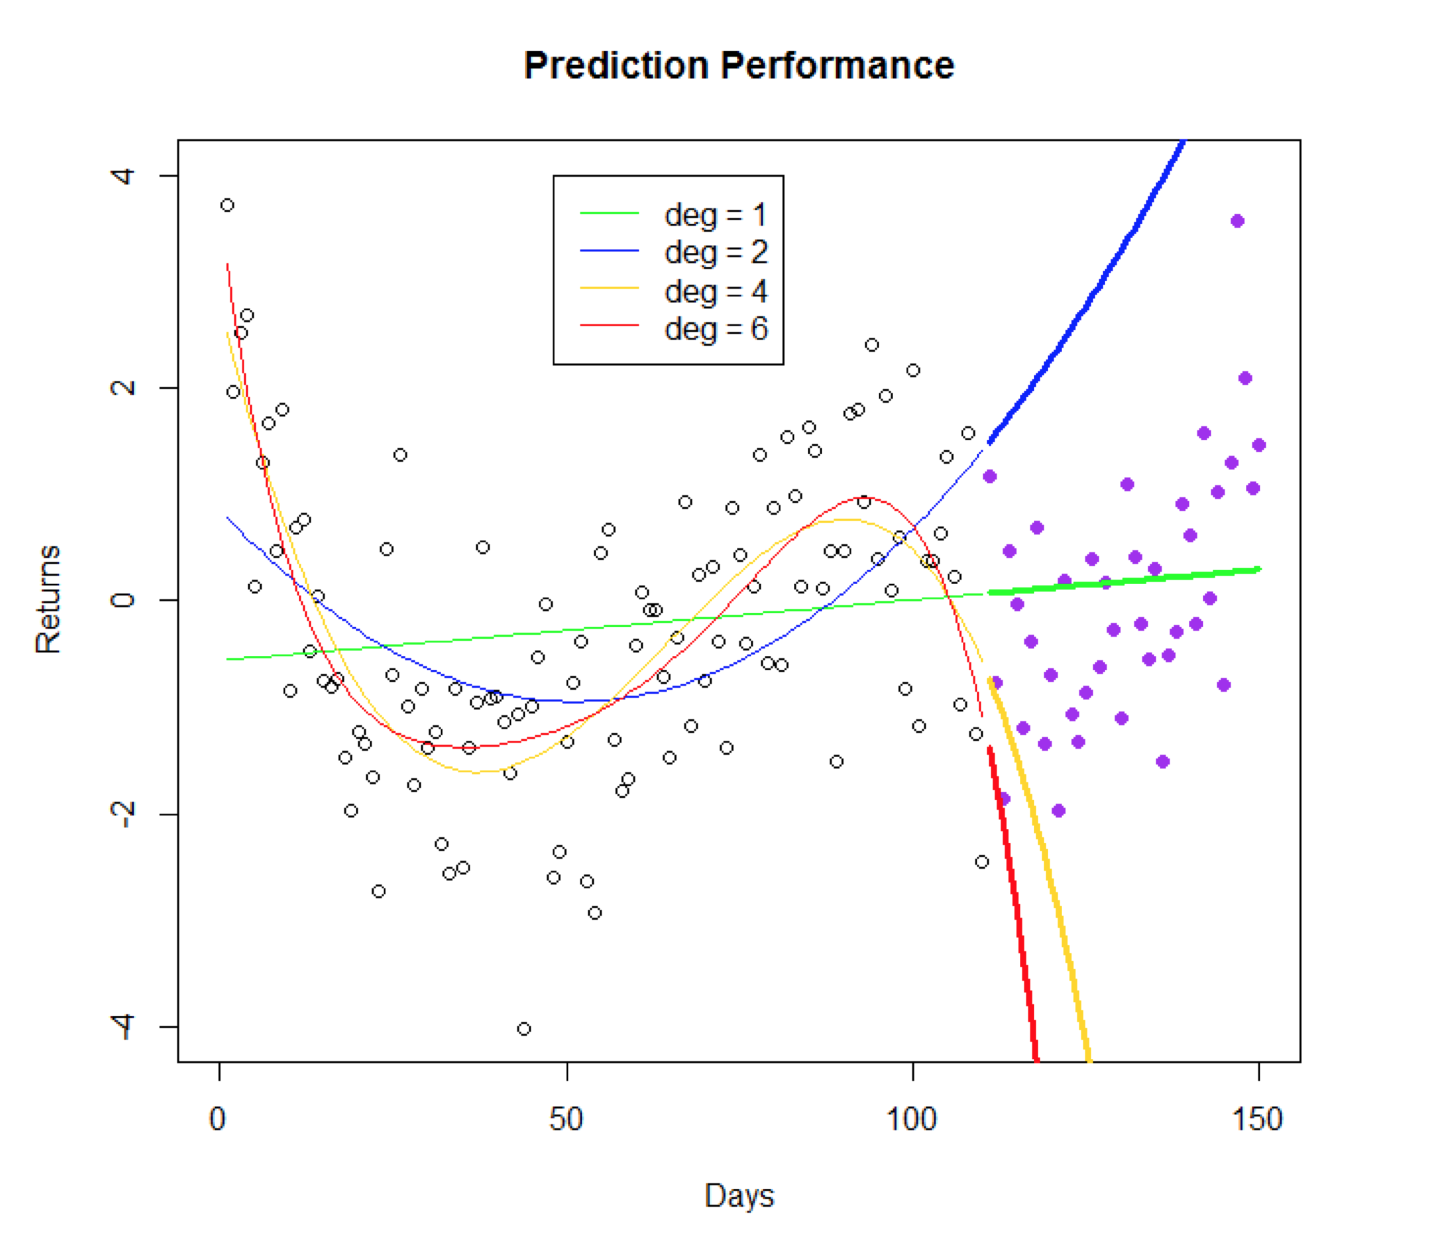 Prediction Performance
deg = 1
deg = 2
deg = 4
deg = 6
4
2
0
-2
-4
Returns
0 50 100 150
Days